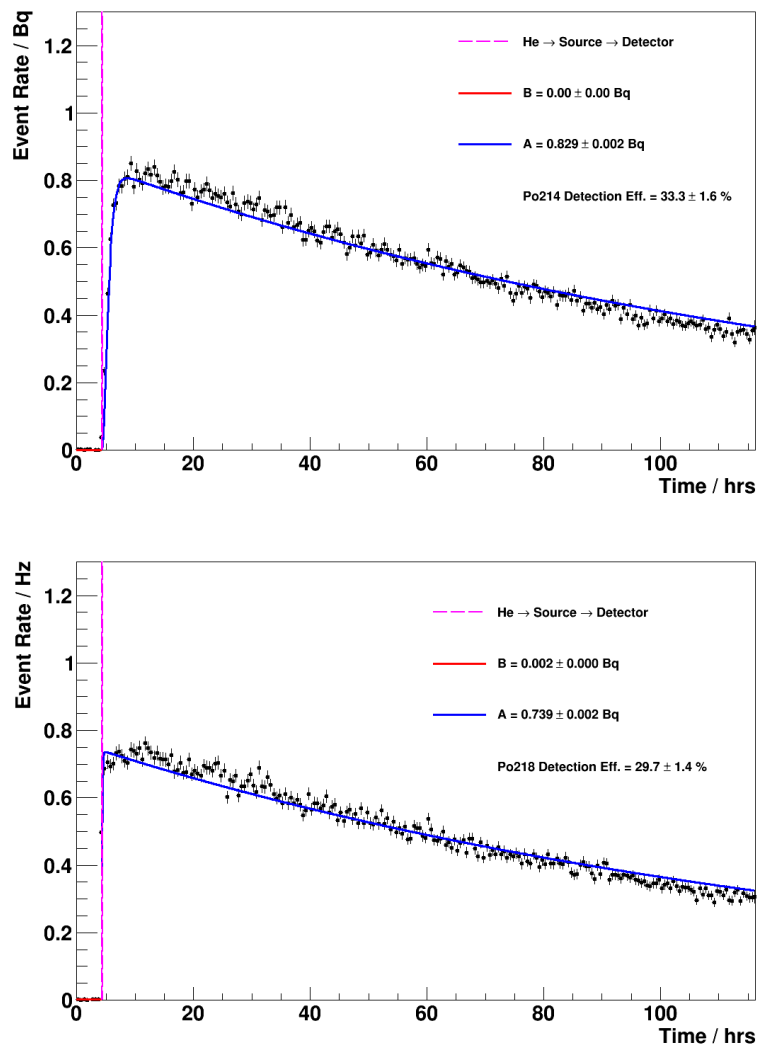 Event Rate / Bq
1.2
1
0.8
0.6
0.4
0.2
0
He → Source → Detector
B = 0.00 ± 0.00 Bq
A = 0.829 ± 0.002 Bq
Po214 Detection Eff. = 33.3 ± 1.6 %
0 20 40 60 80 100
Time / hrs
Event Rate / Hz
1.2
1
0.8
0.6
0.4
0.2
0
He → Source → Detector
B = 0.002 ± 0.000 Bq
A = 0.739 ± 0.002 Bq
Po218 Detection Eff. = 29.7 ± 1.4 %
0 20 40 60 80 100
Time / hrs